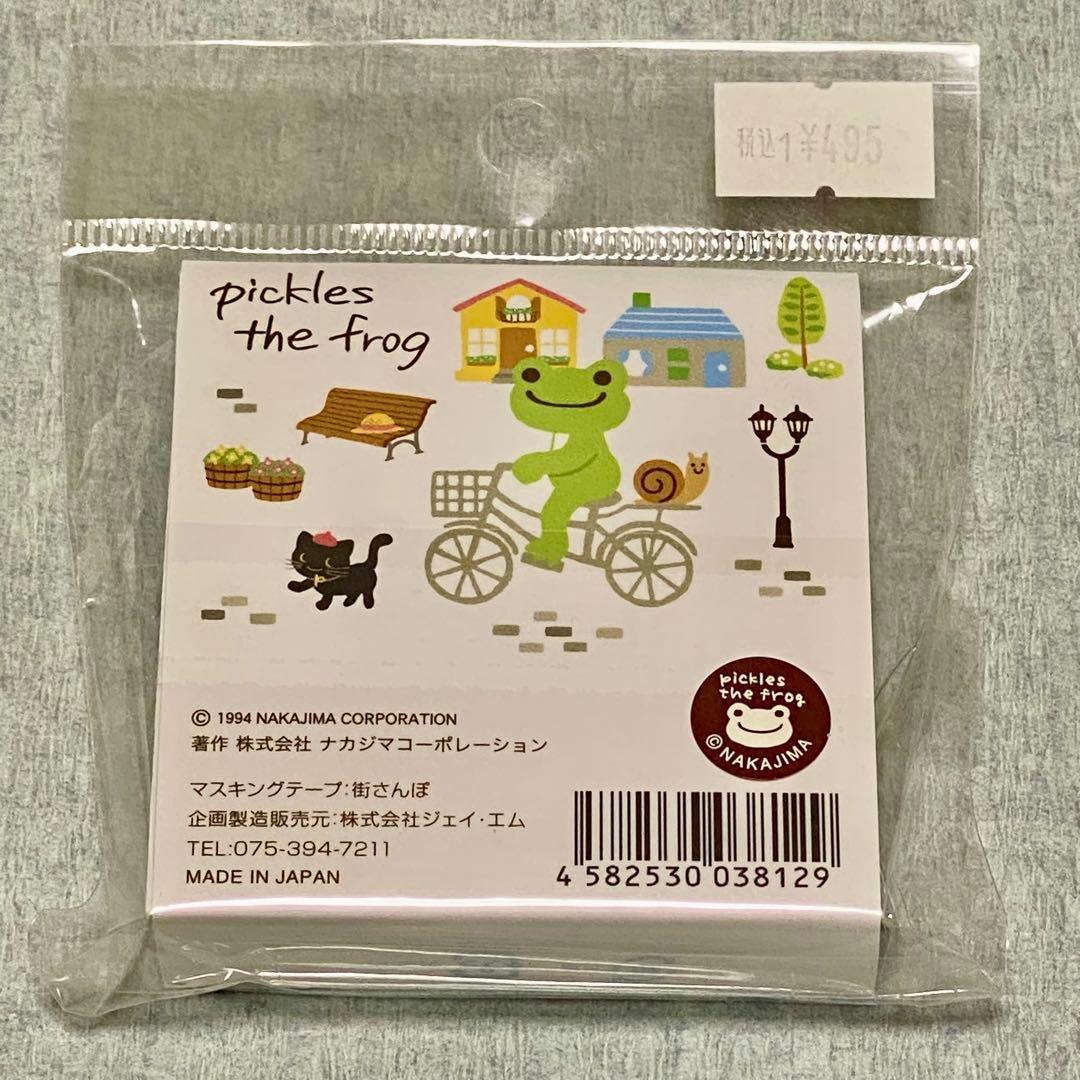 税込1¥495
pickles
the frog
pickles
the frog
©NAKAJIMA
© 1994 NAKAJIMA CORPORATION
著作 株式会社 ナカジマコーポレーション
マスキングテープ:街さんぽ
企画製造販売元:株式会社ジェイ・エム
TEL:075-394-7211
MADE IN JAPAN
4 582530 038129